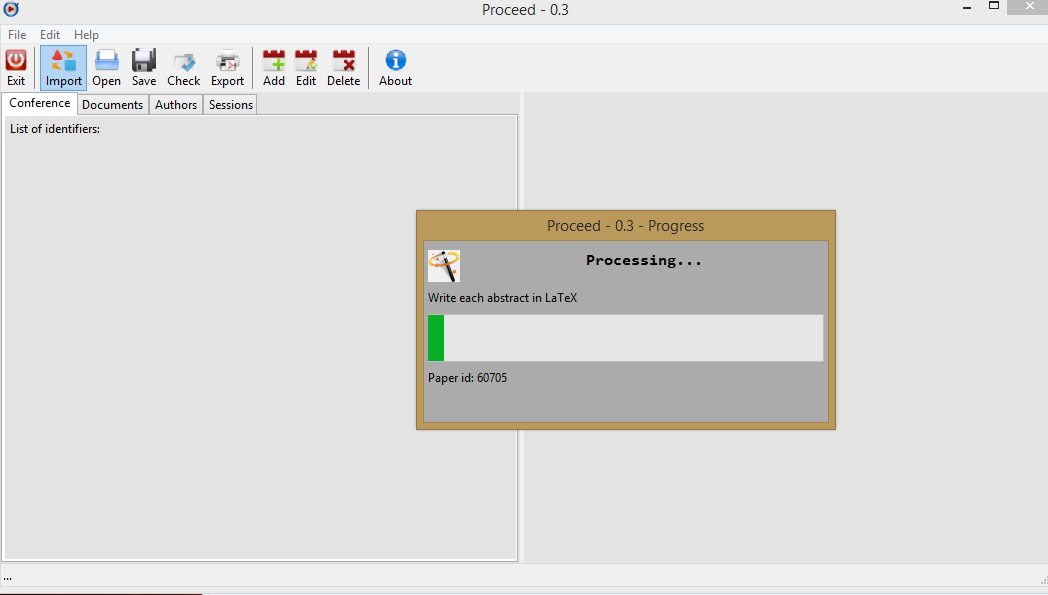 Proceed - 0.3
File Edit Help
Exit Import Open Save Check Export Add Edit Delete About
Conference Documents Authors Sessions
List of identifiers:
Proceed - 0.3 - Progress
Processing...
Write each abstract in LaTeX
Paper id: 60705
...